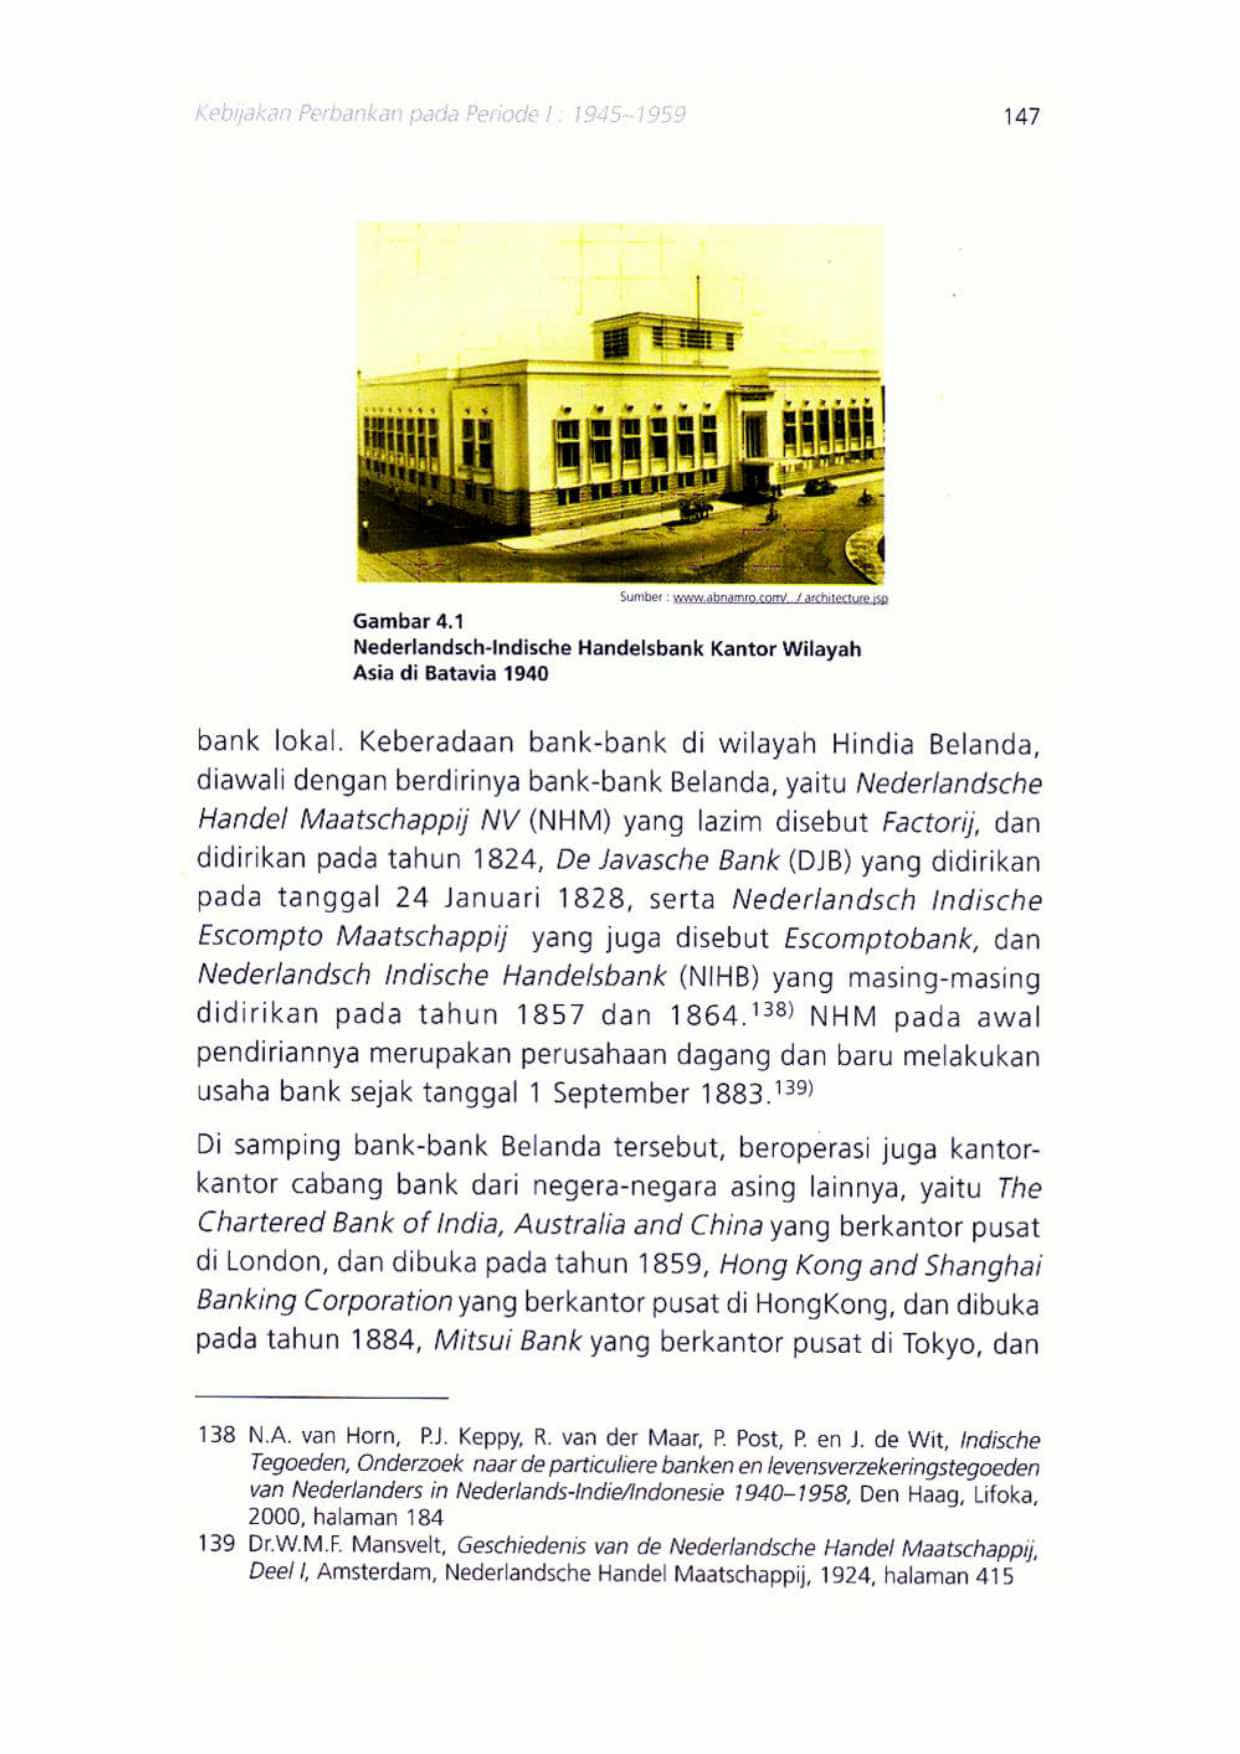 Kebijakan Perbankan pada Periode I : 1945–1959 147
Sumber : www.abnamro.com/.../ architecture.jsp
Gambar 4.1
Nederlandsch-Indische Handelsbank Kantor Wilayah
Asia di Batavia 1940
bank lokal. Keberadaan bank-bank di wilayah Hindia Belanda,
diawali dengan berdirinya bank-bank Belanda, yaitu Nederlandsche
Handel Maatschappij NV (NHM) yang lazim disebut Factorij, dan
didirikan pada tahun 1824, De Javasche Bank (DJB) yang didirikan
pada tanggal 24 Januari 1828, serta Nederlandsch Indische
Escompto Maatschappij yang juga disebut Escomptobank, dan
Nederlandsch Indische Handelsbank (NIHB) yang masing-masing
didirikan pada tahun 1857 dan 1864.138) NHM pada awal
pendiriannya merupakan perusahaan dagang dan baru melakukan
usaha bank sejak tanggal 1 September 1883.139)
Di samping bank-bank Belanda tersebut, beroperasi juga kantor-
kantor cabang bank dari negera-negara asing lainnya, yaitu The
Chartered Bank of India, Australia and China yang berkantor pusat
di London, dan dibuka pada tahun 1859, Hong Kong and Shanghai
Banking Corporation yang berkantor pusat di HongKong, dan dibuka
pada tahun 1884, Mitsui Bank yang berkantor pusat di Tokyo, dan
138 N.A. van Horn, P.J. Keppy, R. van der Maar, P. Post, P. en J. de Wit, Indische
Tegoeden, Onderzoek naar de particuliere banken en levensverzekeringstegoeden
van Nederlanders in Nederlands-Indie/Indonesie 1940–1958, Den Haag, Lifoka,
2000, halaman 184
139 Dr.W.M.F. Mansvelt, Geschiedenis van de Nederlandsche Handel Maatschappij,
Deel I, Amsterdam, Nederlandsche Handel Maatschappij, 1924, halaman 415